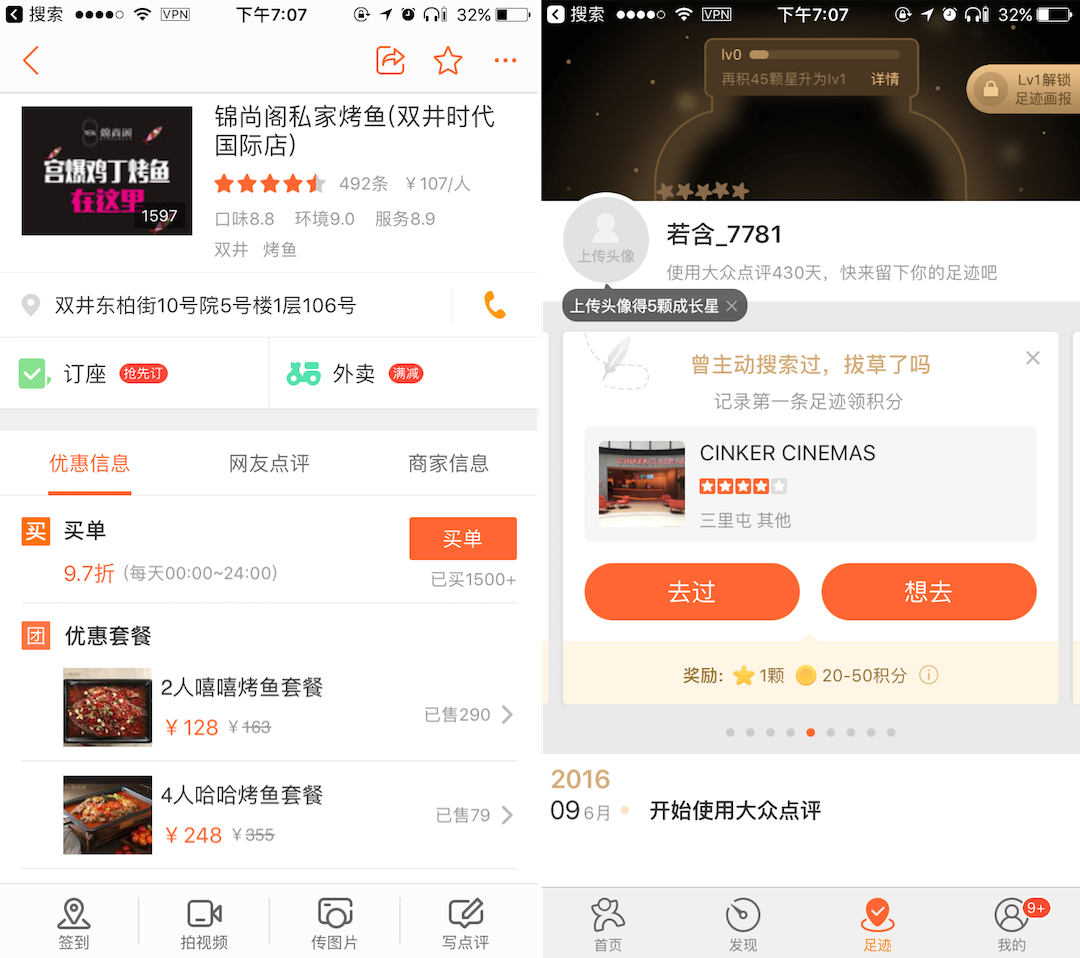 搜索 VPN 下午7:07 32%
锦尚阁
宫爆鸡丁烤鱼
在这里
1597
锦尚阁私家烤鱼(双井时代
国际店)
492条 ￥107/人
口味8.8 环境9.0 服务8.9
双井 烤鱼
双井东柏街10号院5号楼1层106号
订座 抢先订 外卖 满减
优惠信息 网友点评 商家信息
买 买单 买单
9.7折 (每天00:00~24:00) 已买1500+
团 优惠套餐
2人嘻嘻烤鱼套餐
￥128 ￥163 已售290
4人哈哈烤鱼套餐
￥248 ￥355 已售79
签到 拍视频 传图片 写点评
搜索 VPN 下午7:07 32%
lv0
再积45颗星升为lv1 详情
Lv1解锁
足迹画报
上传头像
若含_7781
使用大众点评430天，快来留下你的足迹吧
上传头像得5颗成长星
曾主动搜索过，拔草了吗
记录第一条足迹领积分
CINKER CINEMAS
三里屯 其他
去过 想去
奖励: 1颗 20-50积分
2016
09 6月 开始使用大众点评
9+
首页 发现 足迹 我的